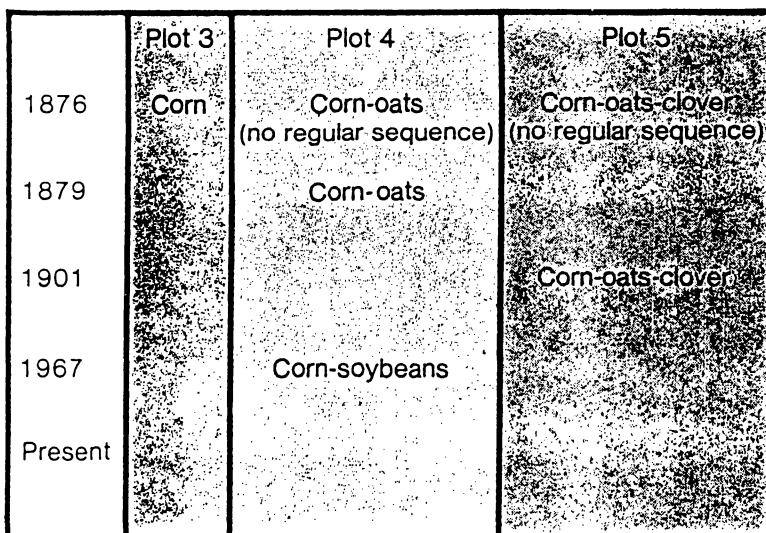 Plot 3 Plot 4 Plot 5
1876 Corn Corn-oats Corn-oats-clover
(no regular sequence) (no regular sequence)
1879 Corn-oats
1901 Corn-oats-clover
1967 Corn-soybeans
Present